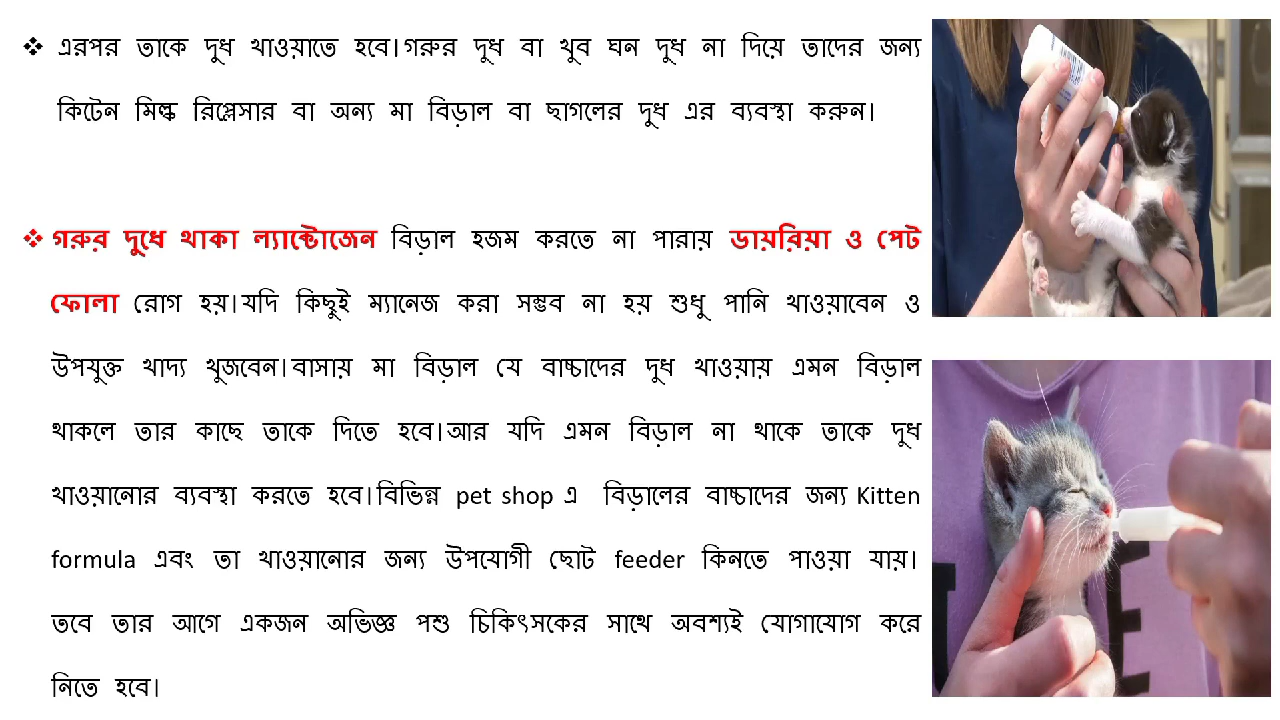 ❖ এরপর তাকে দুধ খাওয়াতে হবে।গরুর দুধ বা খুব ঘন দুধ না দিয়ে তাদের জন্য
কিটেন মিল্ক রিপ্লেসার বা অন্য মা বিড়াল বা ছাগলের দুধ এর ব্যবস্থা করুন।
❖ গরুর দুধে থাকা ল্যাক্টোজেন বিড়াল হজম করতে না পারায় ডায়রিয়া ও পেট
ফোলা রোগ হয়।যদি কিছুই ম্যানেজ করা সম্ভব না হয় শুধু পানি খাওয়াবেন ও
উপযুক্ত খাদ্য খুজবেন।বাসায় মা বিড়াল যে বাচ্চাদের দুধ খাওয়ায় এমন বিড়াল
থাকলে তার কাছে তাকে দিতে হবে।আর যদি এমন বিড়াল না থাকে তাকে দুধ
খাওয়ানোর ব্যবস্থা করতে হবে।বিভিন্ন pet shop এ বিড়ালের বাচ্চাদের জন্য Kitten
formula এবং তা খাওয়ানোর জন্য উপযোগী ছোট feeder কিনতে পাওয়া যায়।
তবে তার আগে একজন অভিজ্ঞ পশু চিকিৎসকের সাথে অবশ্যই যোগাযোগ করে
নিতে হবে।